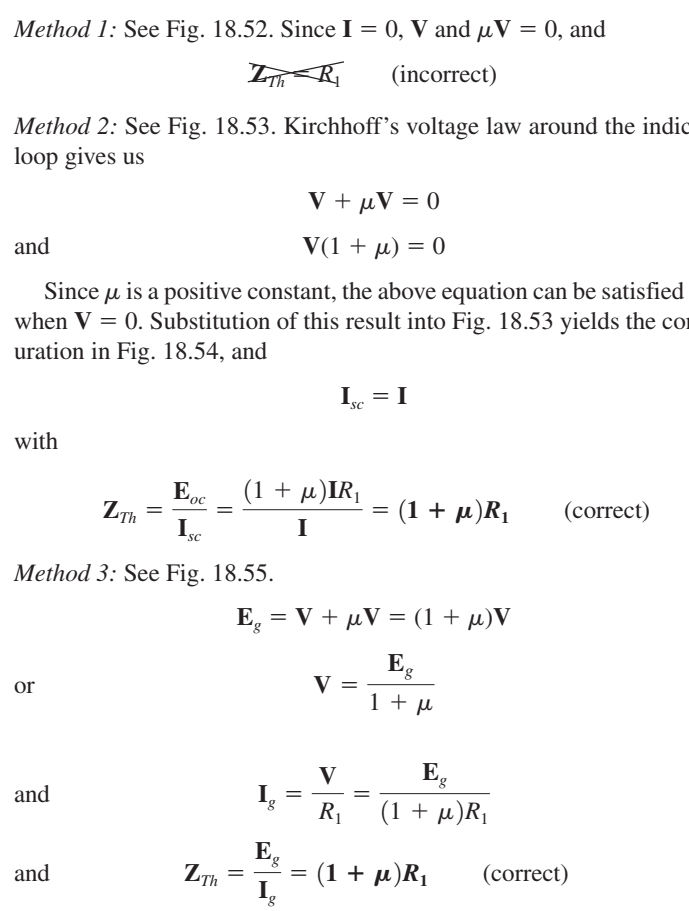 Method 1: See Fig. 18.52. Since I = 0, V and μV = 0, and
Z_Th = R_1 (incorrect)
Method 2: See Fig. 18.53. Kirchhoff's voltage law around the indic
loop gives us
V + μV = 0
and V(1 + μ) = 0
Since μ is a positive constant, the above equation can be satisfied
when V = 0. Substitution of this result into Fig. 18.53 yields the con
uration in Fig. 18.54, and
I_sc = I
with
Z_Th = E_oc/I_sc = (1 + μ)IR_1/I = (1 + μ)R_1 (correct)
Method 3: See Fig. 18.55.
E_g = V + μV = (1 + μ)V
or V = E_g/(1 + μ)
and I_g = V/R_1 = E_g/((1 + μ)R_1)
and Z_Th = E_g/I_g = (1 + μ)R_1 (correct)